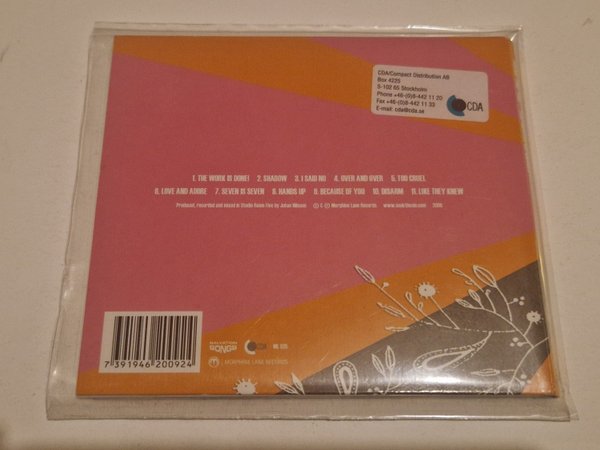 CDA/Compact Distribution AB
Box 4225
S-102 65 Stockholm
Phone +46-(0)8-442 11 20
Fax +46-(0)8-442 11 33
E-mail: cda@cda.se
CDA
1. THE WORK IS DONE! 2. SHADOW 3. I SAID NO 4. OVER AND OVER 5. TOO CRUEL
6. LOVE AND ADORE 7. SEVEN IS SEVEN 8. HANDS UP 9. BECAUSE OF YOU 10. DISARM 11. LIKE THEY KNEW
Produced, recorded and mixed in Studio by Johan Nilsson Morphine Lane Records 2006
SALVATION
SONGS
CDA
MORPHINE LANE RECORDS
7 391946 200924